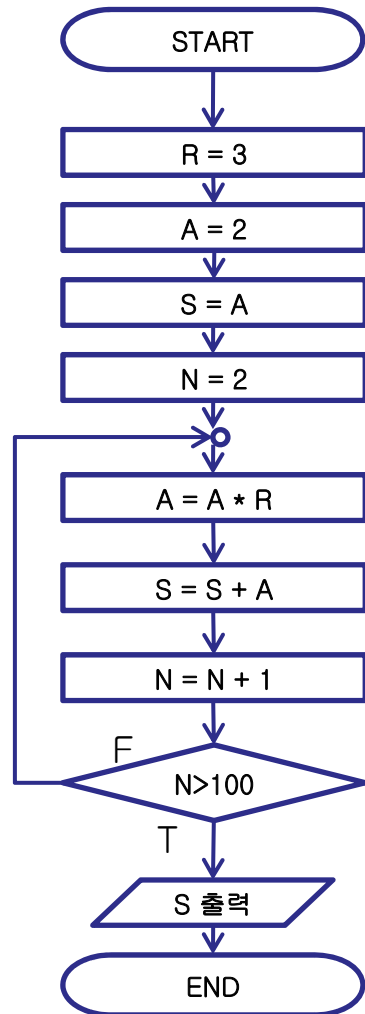 START
R = 3
A = 2
S = A
N = 2
A = A * R
S = S + A
N = N + 1
F
N>100
T
S 출력
END